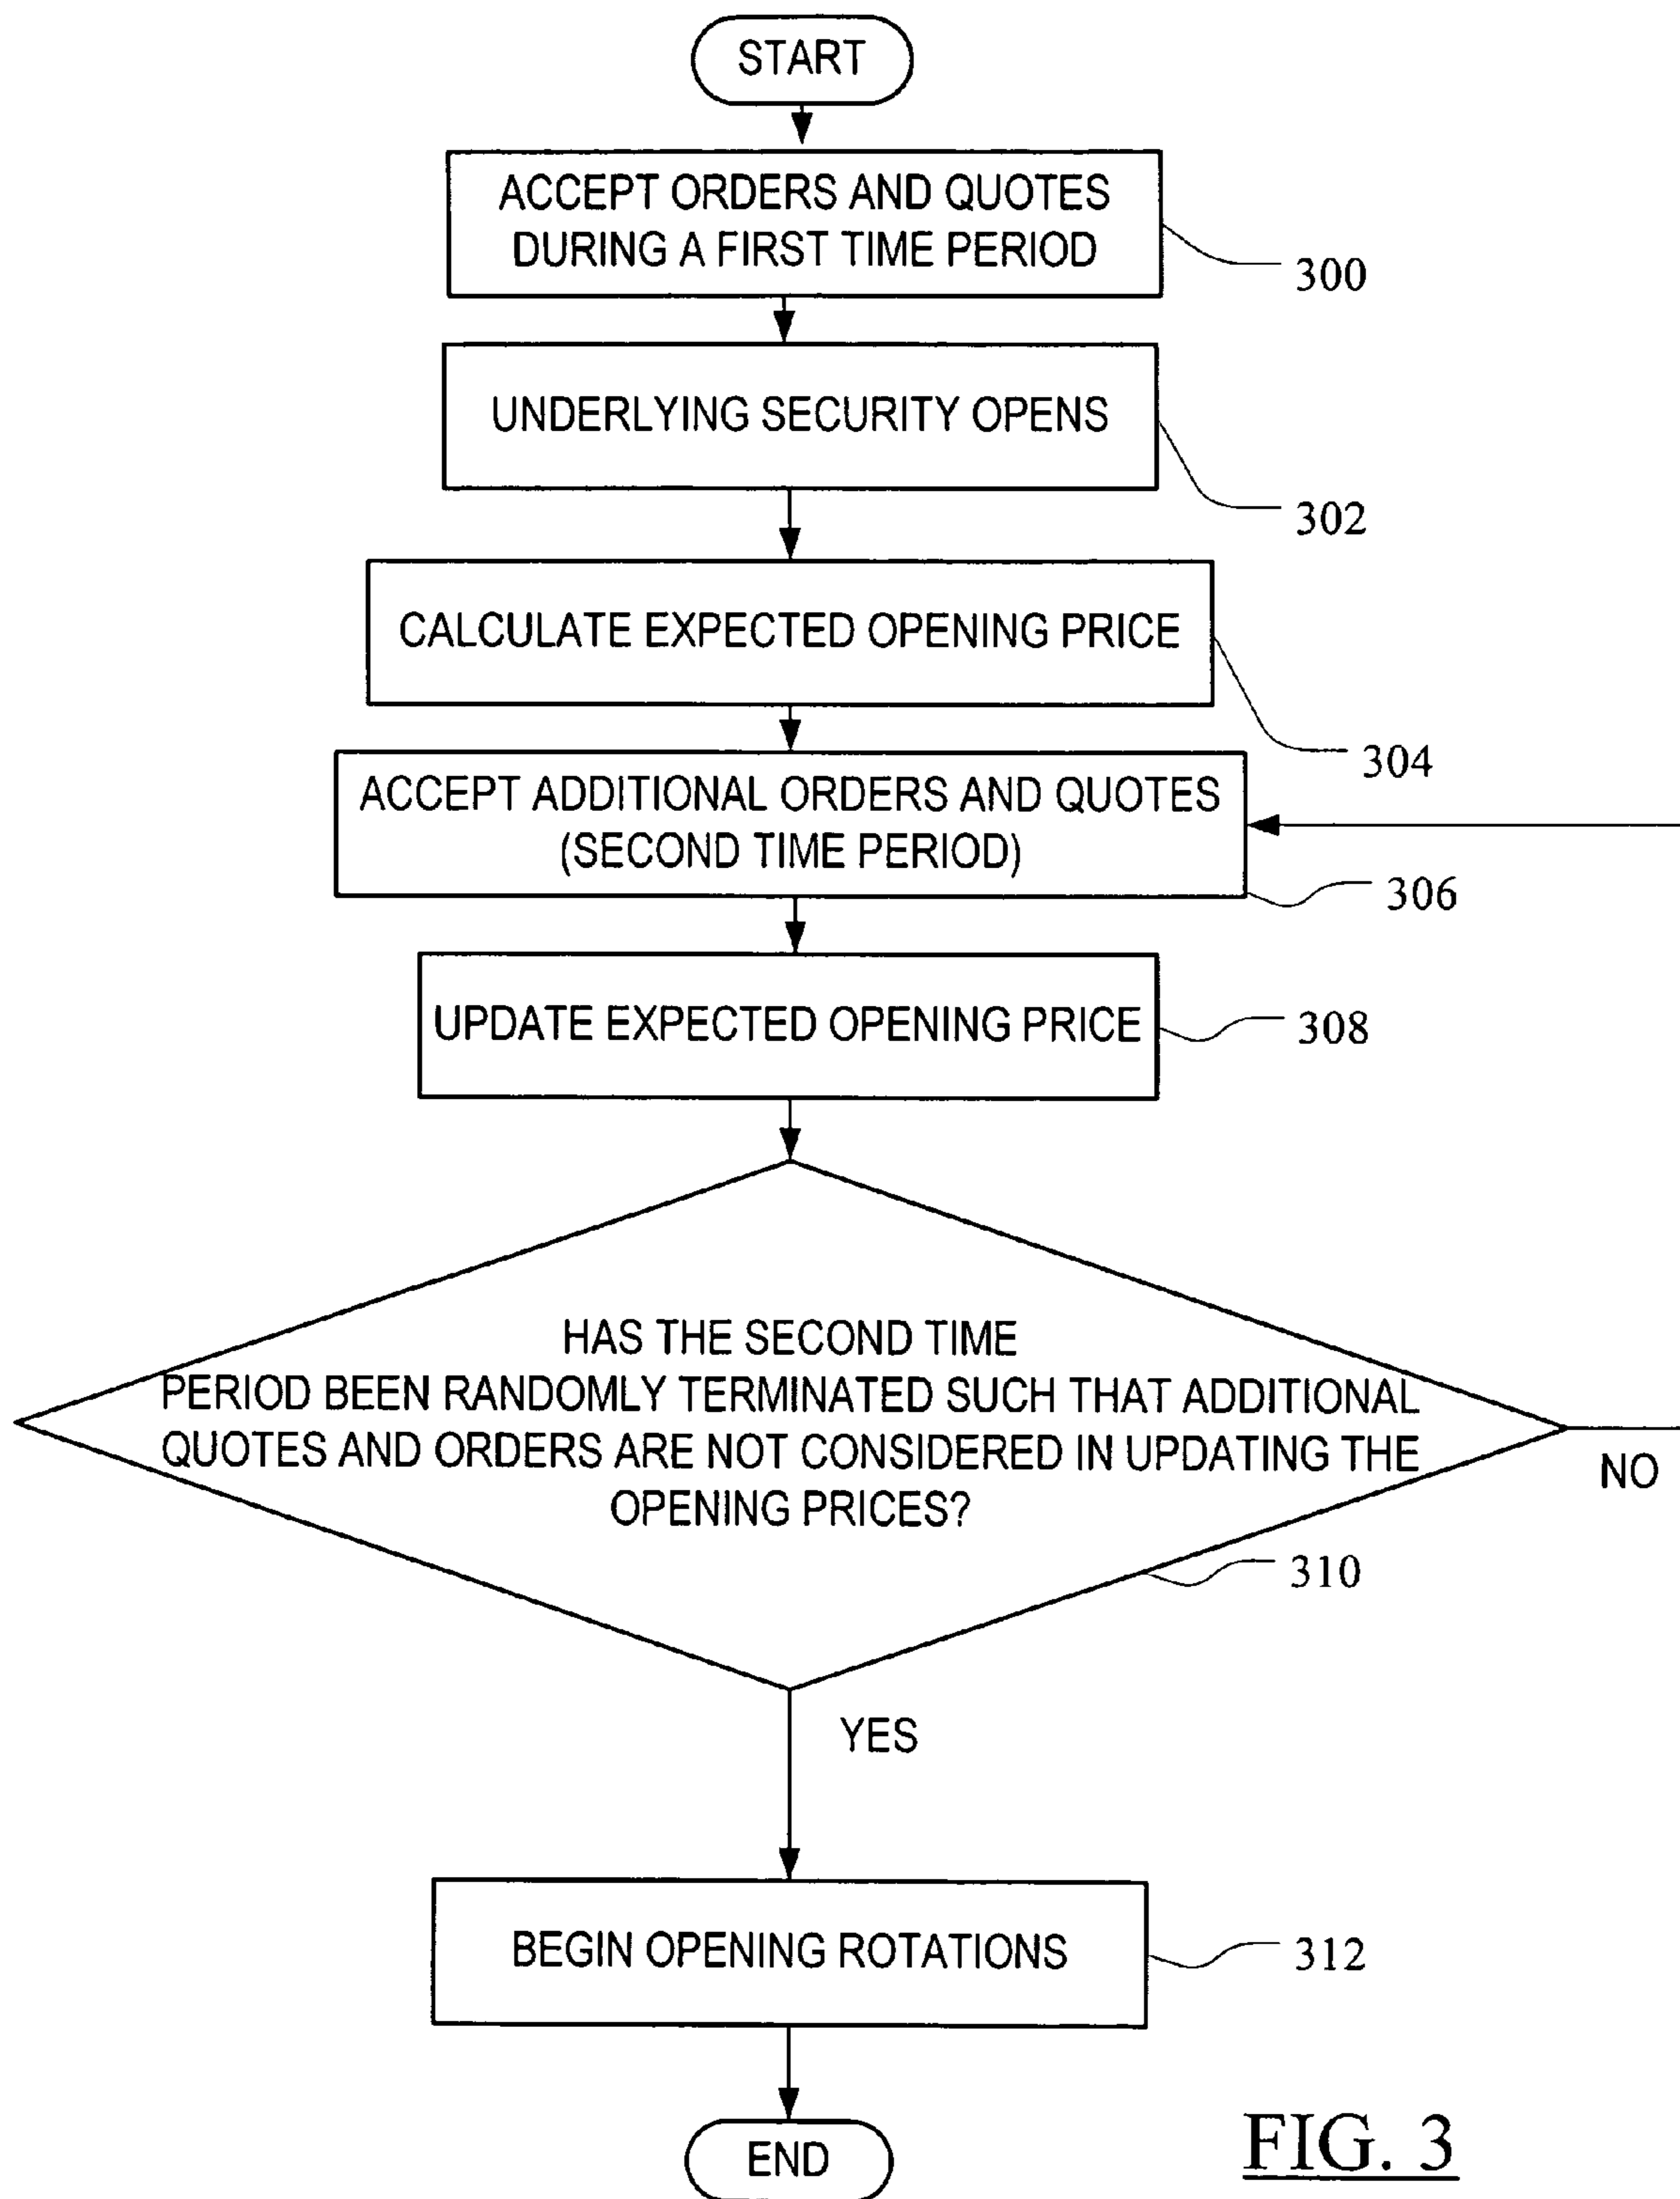 START
ACCEPT ORDERS AND QUOTES
DURING A FIRST TIME PERIOD
300
UNDERLYING SECURITY OPENS
302
CALCULATE EXPECTED OPENING PRICE
304
ACCEPT ADDITIONAL ORDERS AND QUOTES
(SECOND TIME PERIOD)
306
UPDATE EXPECTED OPENING PRICE
308
HAS THE SECOND TIME
PERIOD BEEN RANDOMLY TERMINATED SUCH THAT ADDITIONAL
QUOTES AND ORDERS ARE NOT CONSIDERED IN UPDATING THE
OPENING PRICES?
NO
310
YES
BEGIN OPENING ROTATIONS
312
END
FIG. 3